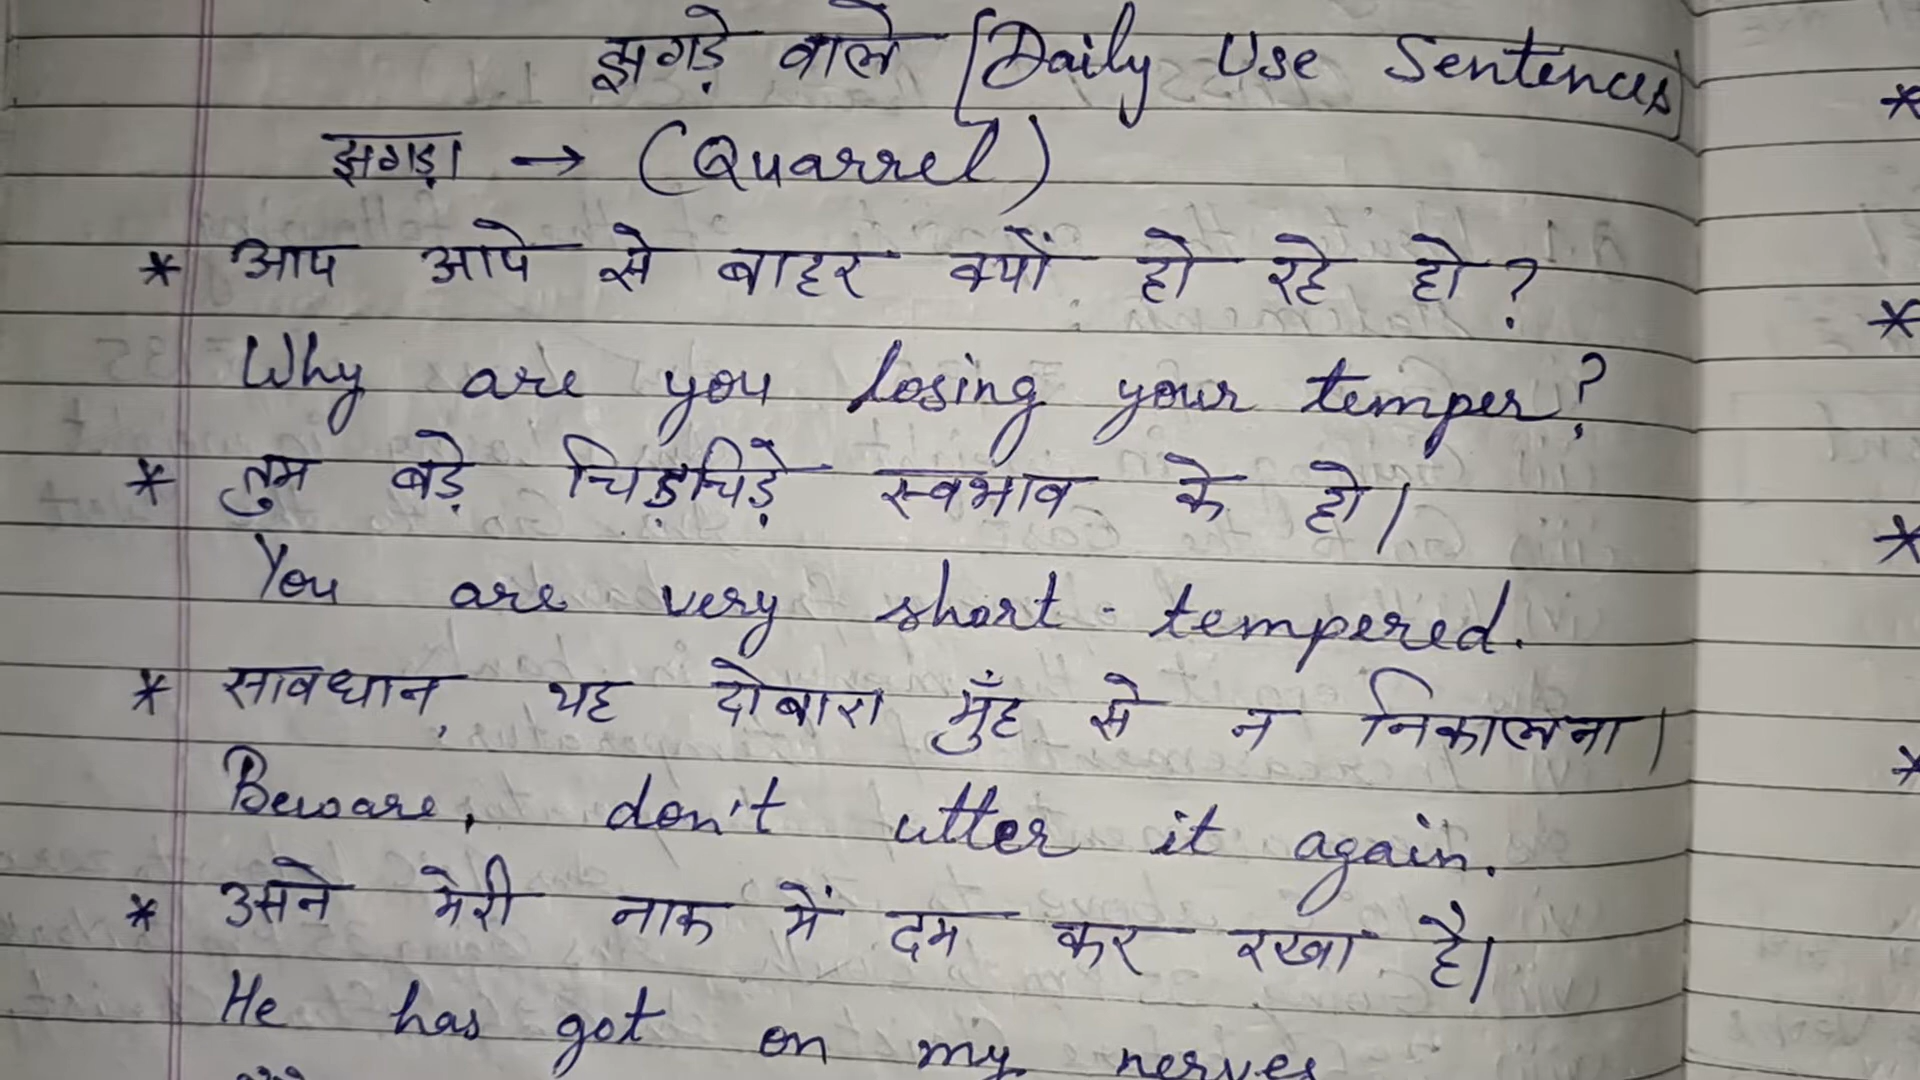 झगड़े वाले [Daily Use Sentences]
झगड़ा → (Quarrel)
* आप आपे से बाहर क्यों हो रहे हो ?
Why are you losing your temper?
* तुम बड़े चिड़चिड़े स्वभाव के हो।
You are very short-tempered.
* सावधान, यह दोबारा मुँह से न निकालना।
Beware, don't utter it again.
* उसने मेरी नाक में दम कर रखा है।
He has got on my nerves